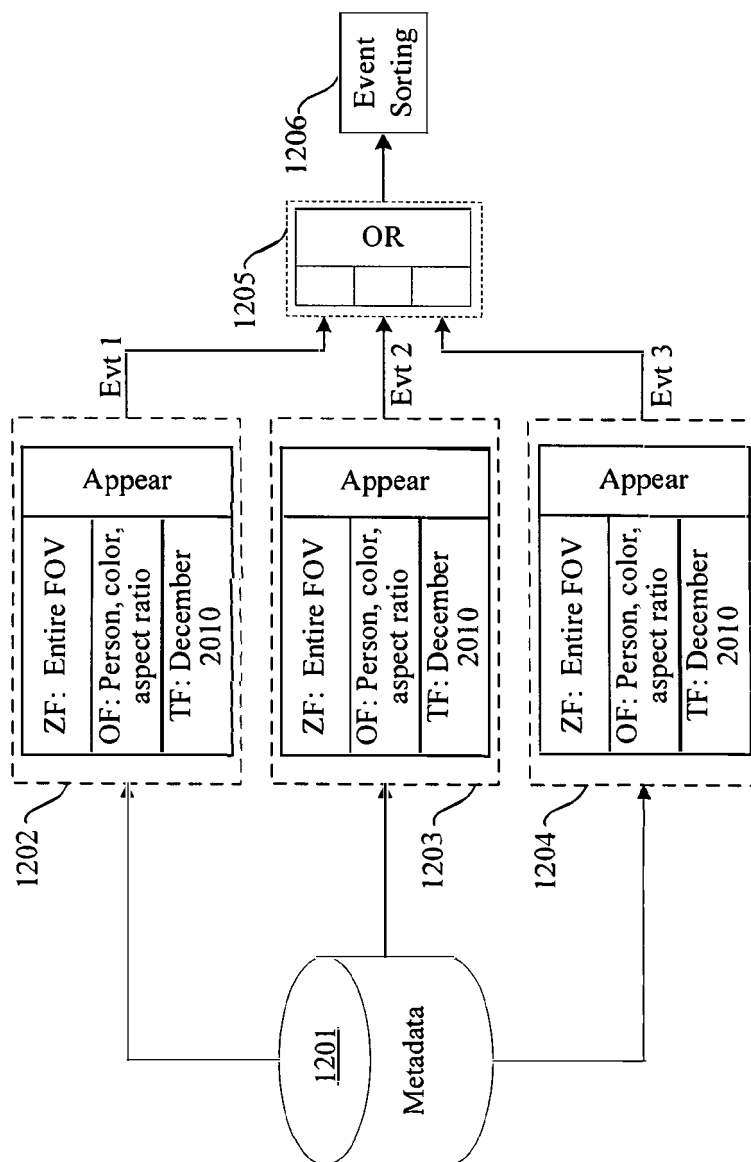 1201
Metadata
1202
ZF: Entire FOV
OF: Person, color,
aspect ratio
TF: December
2010
Appear
Evt 1
1203
ZF: Entire FOV
OF: Person, color,
aspect ratio
TF: December
2010
Appear
Evt 2
1204
ZF: Entire FOV
OF: Person, color,
aspect ratio
TF: December
2010
Appear
Evt 3
1205
OR
1206
Event
Sorting